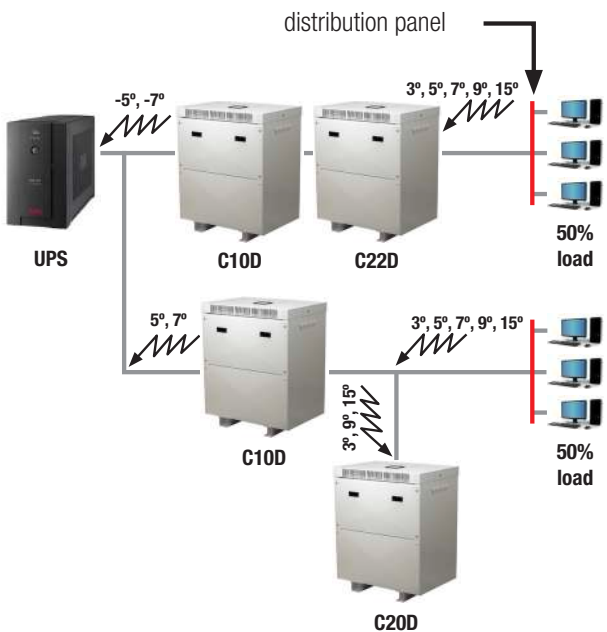 distribution panel
-5º, -7º
3º, 5º, 7º, 9º, 15º
UPS
C10D
C22D
50%
load
5º, 7º
3º, 5º, 7º, 9º, 15º
3º, 9º, 15º
C10D
50%
load
C20D